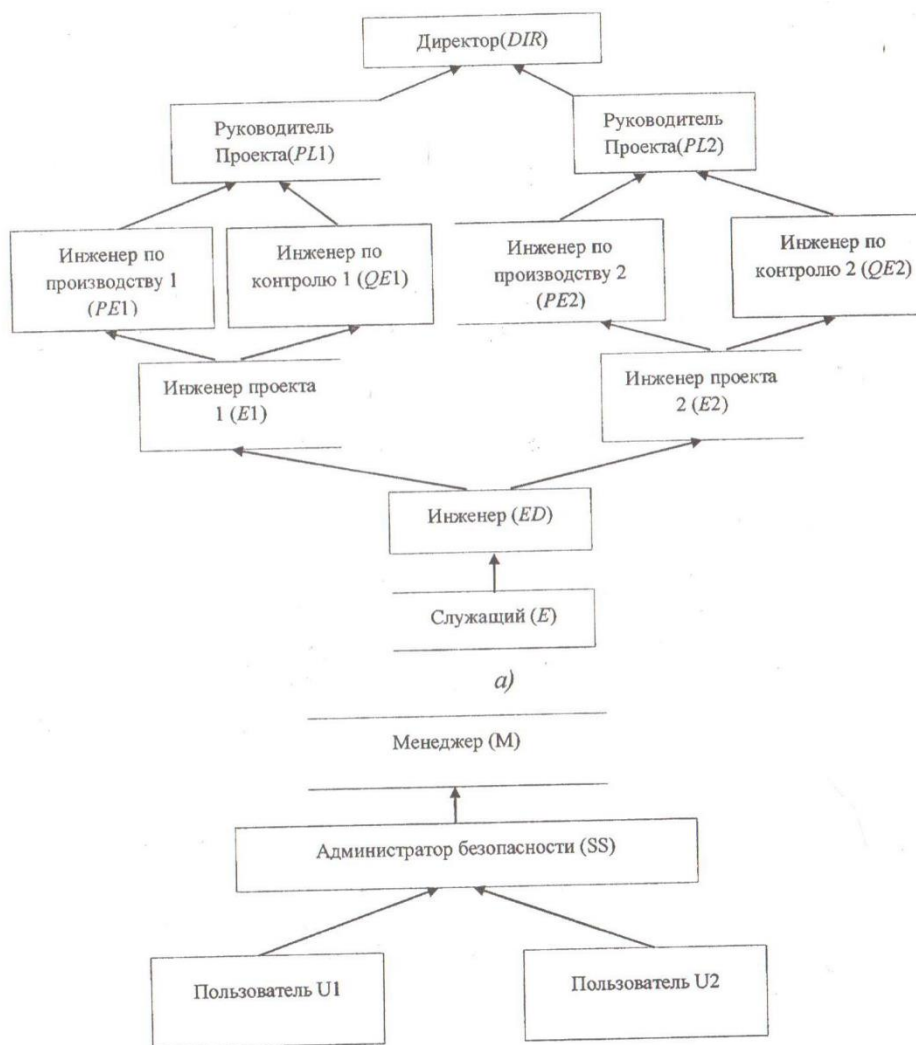 Директор(DIR)
Руководитель
Проекта(PL1)
Руководитель
Проекта(PL2)
Инженер по
производству 1
(PE1)
Инженер по
контролю 1 (QE1)
Инженер по
производству 2
(PE2)
Инженер по
контролю 2 (QE2)
Инженер проекта
1 (E1)
Инженер проекта
2 (E2)
Инженер (ED)
Служащий (E)
а)
Менеджер (М)
Администратор безопасности (SS)
Пользователь U1
Пользователь U2